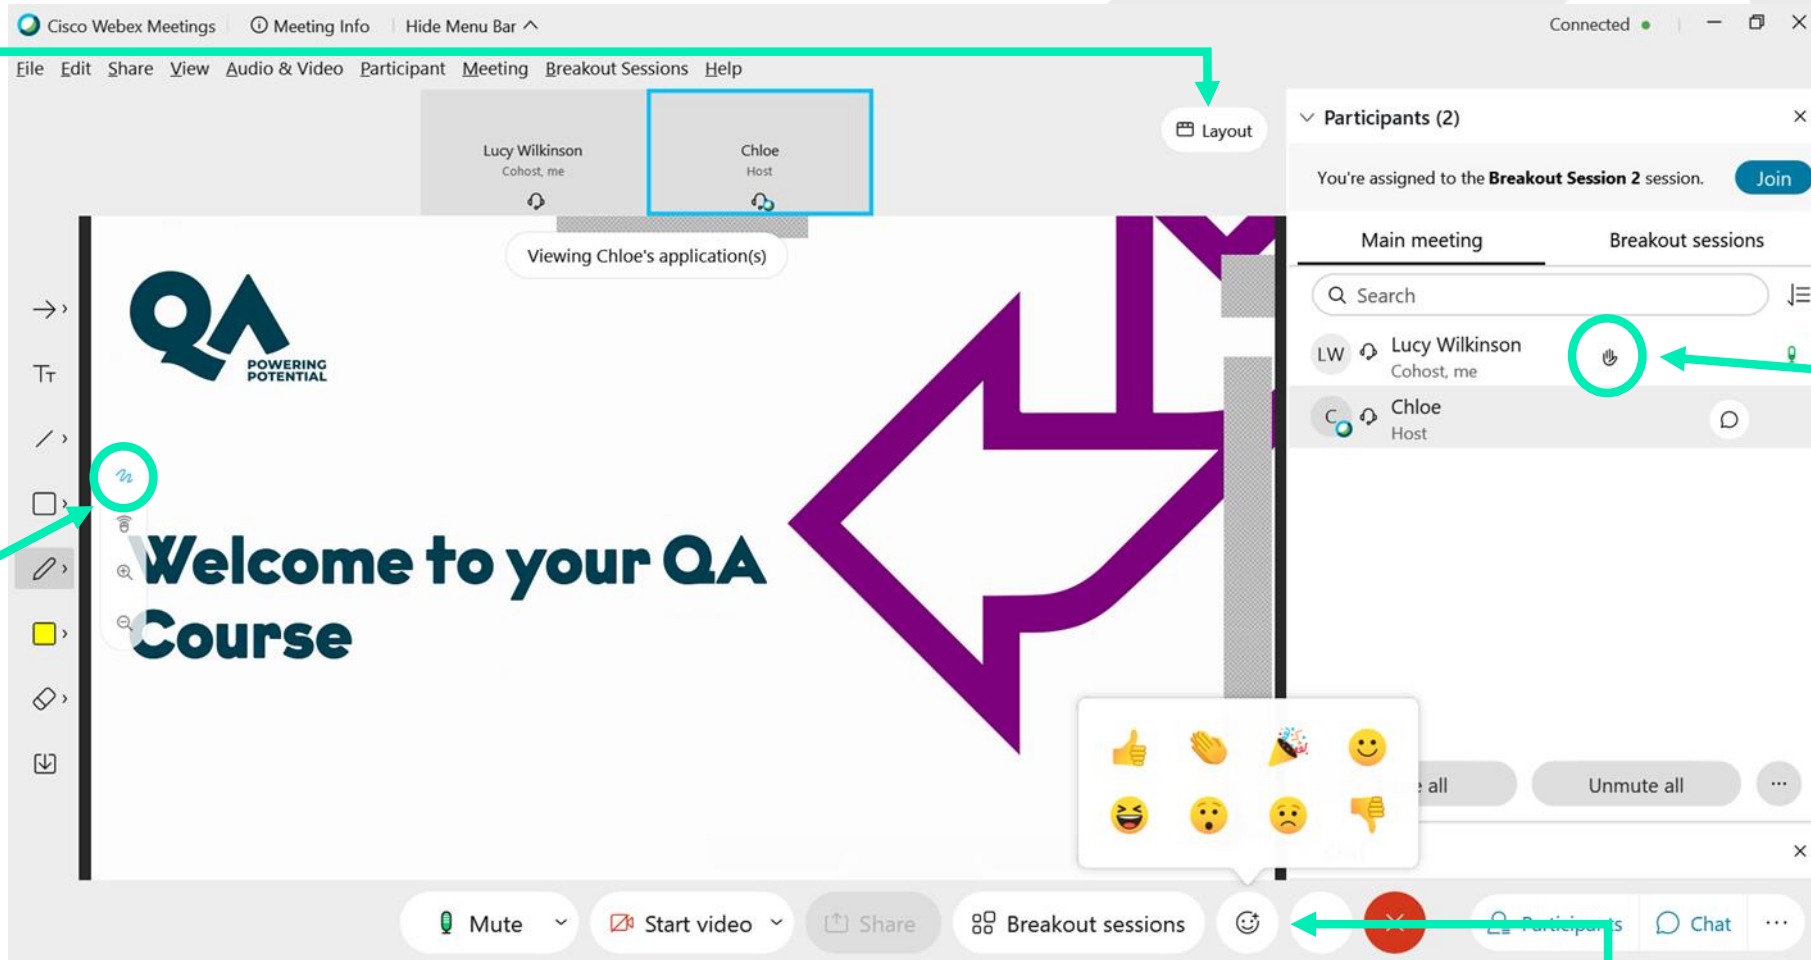 Cisco Webex Meetings
Meeting Info
Hide Menu Bar
Connected
File Edit Share View Audio & Video Participant Meeting Breakout Sessions Help
Lucy Wilkinson
Cohost, me
Chloe
Host
Layout
Viewing Chloe's application(s)
QA
POWERING
POTENTIAL
Welcome to your QA
Course
Tт
Participants (2)
You're assigned to the Breakout Session 2 session.
Join
Main meeting
Breakout sessions
Search
LW
Lucy Wilkinson
Cohost, me
C
Chloe
Host
all
Unmute all
Mute
Start video
Share
Breakout sessions
Participants
Chat